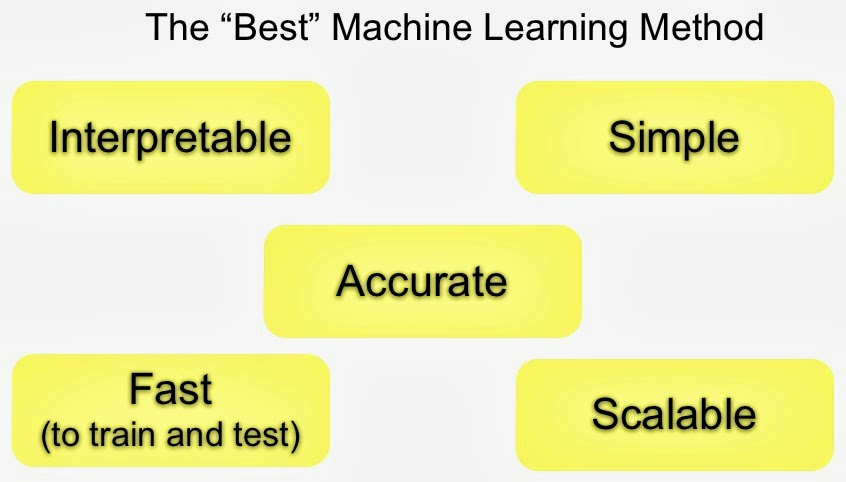 The “Best” Machine Learning Method
Interpretable
Simple
Accurate
Fast
(to train and test)
Scalable